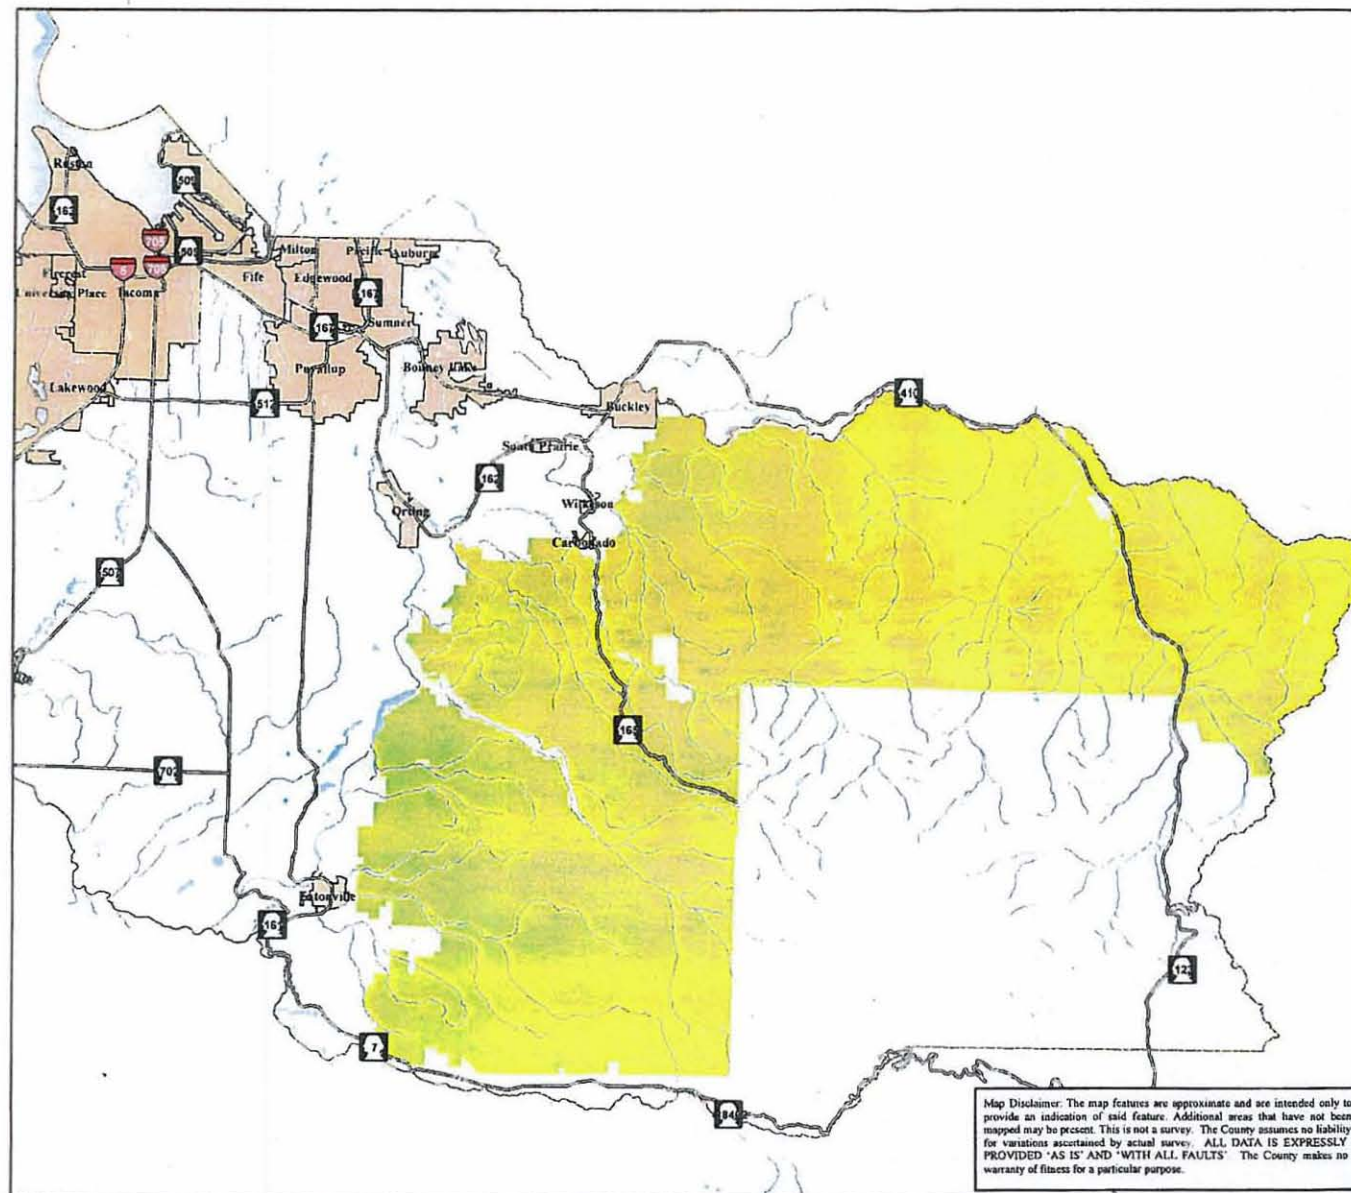 Ruston
509
163
705
509
Milton
Pacific
Auburn
5
705
Fircrest
Fife
Edgewood
University Place
Tacoma
167
167
Sumner
Puyallup
Bonney Lake
Lakewood
512
Buckley
410
South Prairie
162
Wilkeson
Orting
Carbonado
507
165
702
Eatonville
161
123
7
Map Disclaimer: The map features are approximate and are intended only to
provide an indication of said feature. Additional areas that have not been
mapped may be present. This is not a survey. The County assumes no liability
for variations ascertained by actual survey. ALL DATA IS EXPRESSLY
PROVIDED 'AS IS' AND 'WITH ALL FAULTS' The County makes no
warranty of fitness for a particular purpose.